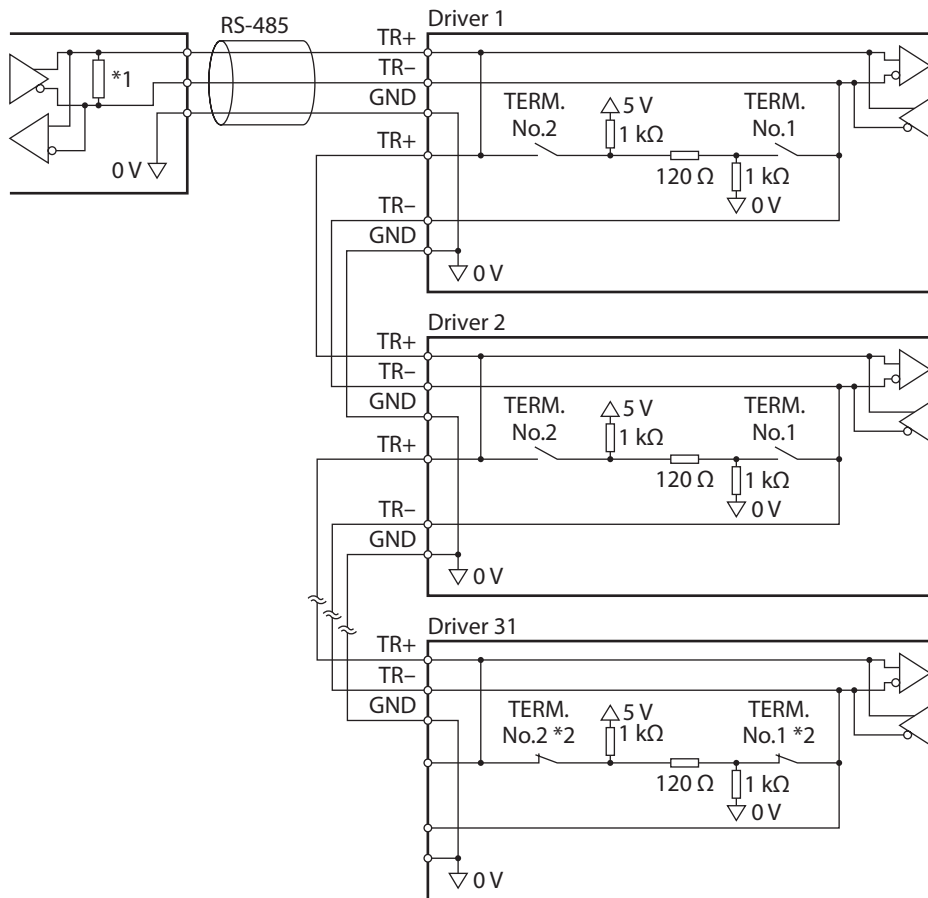 RS-485
*1
0 V
Driver 1
TR+
TR–
GND
TR+
TR–
GND
TERM.
No.2
5 V
1 kΩ
120 Ω
1 kΩ
0 V
TERM.
No.1
0 V
Driver 2
TR+
TR–
GND
TR+
TR–
GND
TERM.
No.2
5 V
1 kΩ
120 Ω
1 kΩ
0 V
TERM.
No.1
0 V
Driver 31
TR+
TR–
GND
TERM.
No.2 *2
5 V
1 kΩ
120 Ω
1 kΩ
0 V
TERM.
No.1 *2
0 V